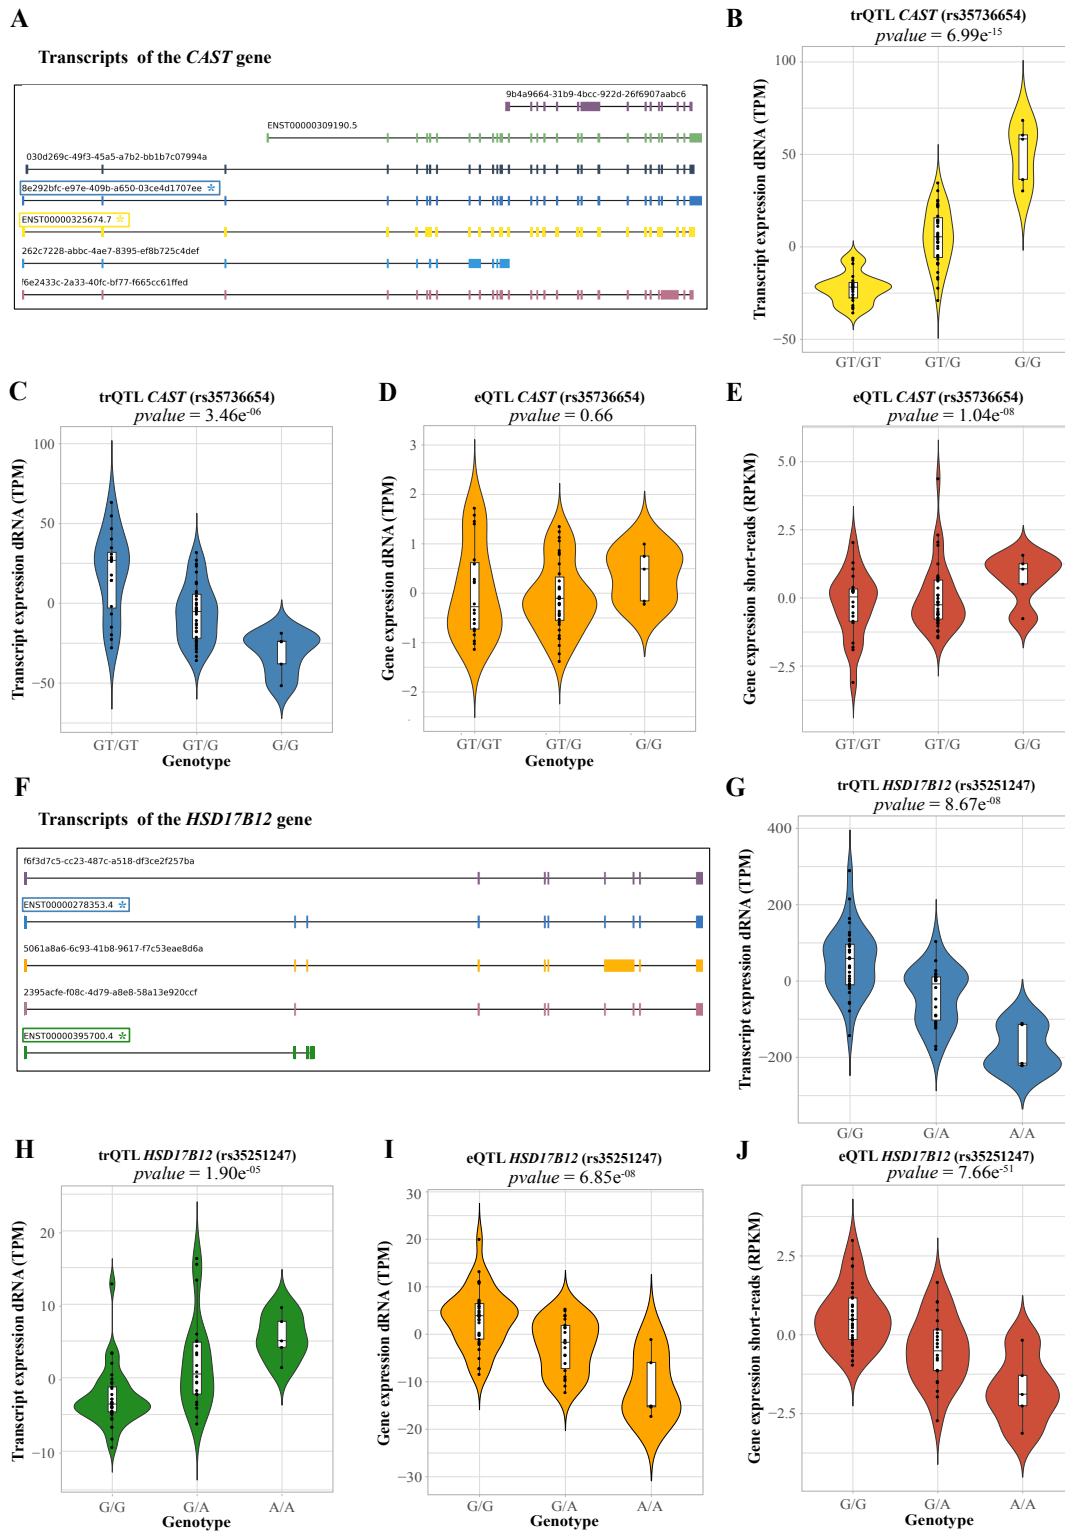 A
Transcripts of the CAST gene
9b4a9664-31b9-4bcc-922d-26f6907aabc6
ENST00000309190.5
030d269c-49f3-45a5-a7b2-bb1b7c07994a
8e292bfc-e97e-409b-a650-03ce4d1707ee *
ENST00000325674.7 *
262c7228-abbc-4ae7-8395-ef8b725c4def
f6e2433c-2a33-40fc-bf77-f665cc61ffed
B
trQTL CAST (rs35736654)
pvalue = 6.99e-15
Transcript expression dRNA (TPM)
100
50
0
−50
GT/GT GT/G G/G
C
trQTL CAST (rs35736654)
pvalue = 3.46e-06
Transcript expression dRNA (TPM)
100
50
0
−50
GT/GT GT/G G/G
Genotype
D
eQTL CAST (rs35736654)
pvalue = 0.66
Gene expression dRNA (TPM)
3
2
1
0
−1
−2
GT/GT GT/G G/G
Genotype
E
eQTL CAST (rs35736654)
pvalue = 1.04e-08
Gene expression short-reads (RPKM)
5.0
2.5
0.0
−2.5
GT/GT GT/G G/G
F
Transcripts of the HSD17B12 gene
f6f3d7c5-cc23-487c-a518-df3ce2f257ba
ENST00000278353.4 *
5061a8a6-6c93-41b8-9617-f7c53eae8d6a
2395acfe-f08c-4d79-a8e8-58a13e920ccf
ENST00000395700.4 *
G
trQTL HSD17B12 (rs35251247)
pvalue = 8.67e-08
Transcript expression dRNA (TPM)
400
200
0
−200
G/G G/A A/A
H
trQTL HSD17B12 (rs35251247)
pvalue = 1.90e-05
Transcript expression dRNA (TPM)
20
10
0
−10
G/G G/A A/A
Genotype
I
eQTL HSD17B12 (rs35251247)
pvalue = 6.85e-08
Gene expression dRNA (TPM)
30
20
10
0
−10
−20
−30
G/G G/A A/A
Genotype
J
eQTL HSD17B12 (rs35251247)
pvalue = 7.66e-51
Gene expression short-reads (RPKM)
2.5
0.0
−2.5
G/G G/A A/A
Genotype